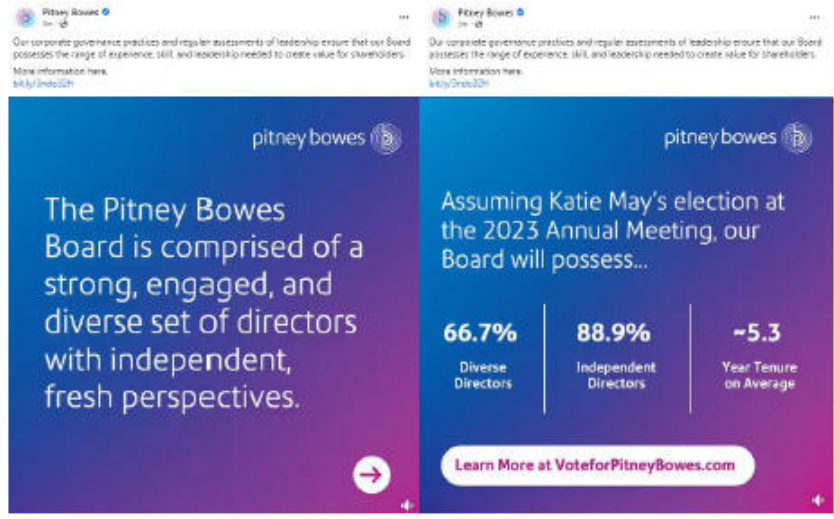 Pitney Bowes
Our corporate governance practices and regular assessments of leadership ensure that our Board
possesses the range of experience, skill, and leadership needed to create value for shareholders.
More information here.
pitney bowes
The Pitney Bowes
Board is comprised of a
strong, engaged, and
diverse set of directors
with independent,
fresh perspectives.
Pitney Bowes
Our corporate governance practices and regular assessments of leadership ensure that our Board
possesses the range of experience, skill, and leadership needed to create value for shareholders.
More information here.
pitney bowes
Assuming Katie May's election at
the 2023 Annual Meeting, our
Board will possess...
66.7%
Diverse
Directors
88.9%
Independent
Directors
~5.3
Year Tenure
on Average
Learn More at VoteforPitneyBowes.com